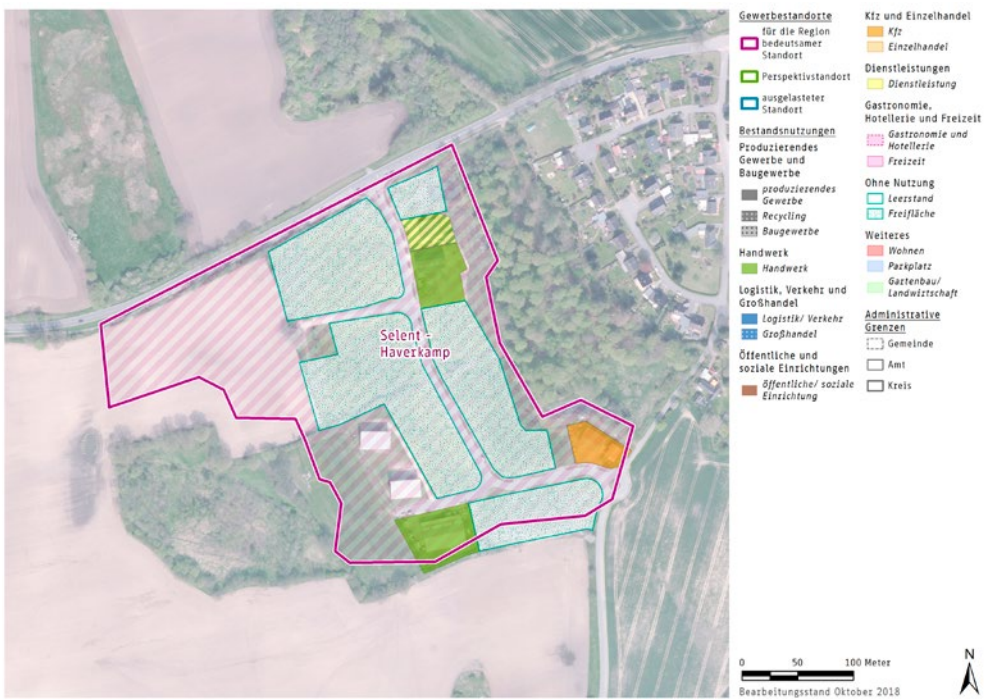 Selent -
Haverkamp
Gewerbestandorte
für die Region
bedeutsamer
Standort
Perspektivstandort
ausgelasteter
Standort
Bestandsnutzungen
Produzierendes
Gewerbe und
Baugewerbe
produzierendes
Gewerbe
Recycling
Baugewerbe
Handwerk
Handwerk
Logistik, Verkehr und
Großhandel
Logistik/ Verkehr
Großhandel
Öffentliche und
soziale Einrichtungen
öffentliche/ soziale
Einrichtung
Kfz und Einzelhandel
Kfz
Einzelhandel
Dienstleistungen
Dienstleistung
Gastronomie,
Hotellerie und Freizeit
Gastronomie und
Hotellerie
Freizeit
Ohne Nutzung
Leerstand
Freifläche
Weiteres
Wohnen
Parkplatz
Gartenbau/
Landwirtschaft
Administrative
Grenzen
Gemeinde
Amt
Kreis
N
0 50 100 Meter
Bearbeitungsstand Oktober 2018